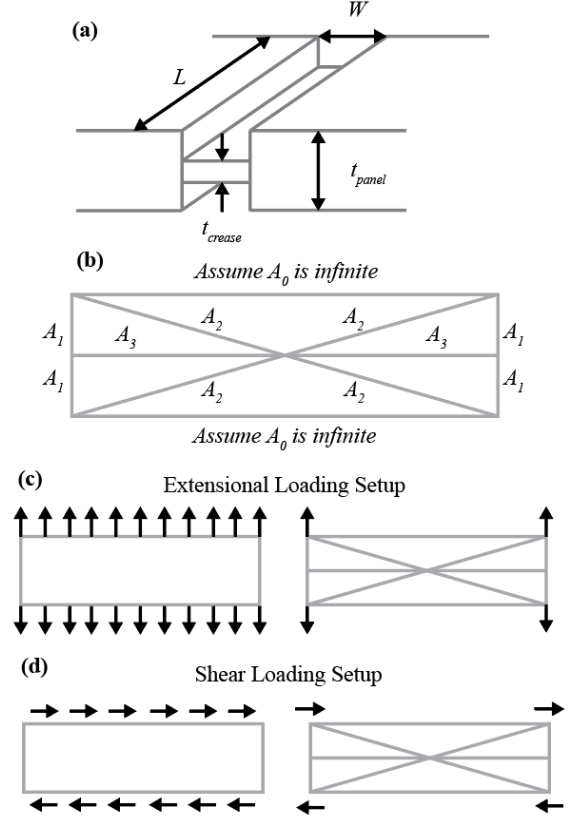 (a)
W
L
t_panel
t_crease
(b)
Assume A_0 is infinite
A_2 A_2
A_1 A_3 A_3 A_1
A_1 A_1
A_2 A_2
Assume A_0 is infinite
(c)
Extensional Loading Setup
(d)
Shear Loading Setup